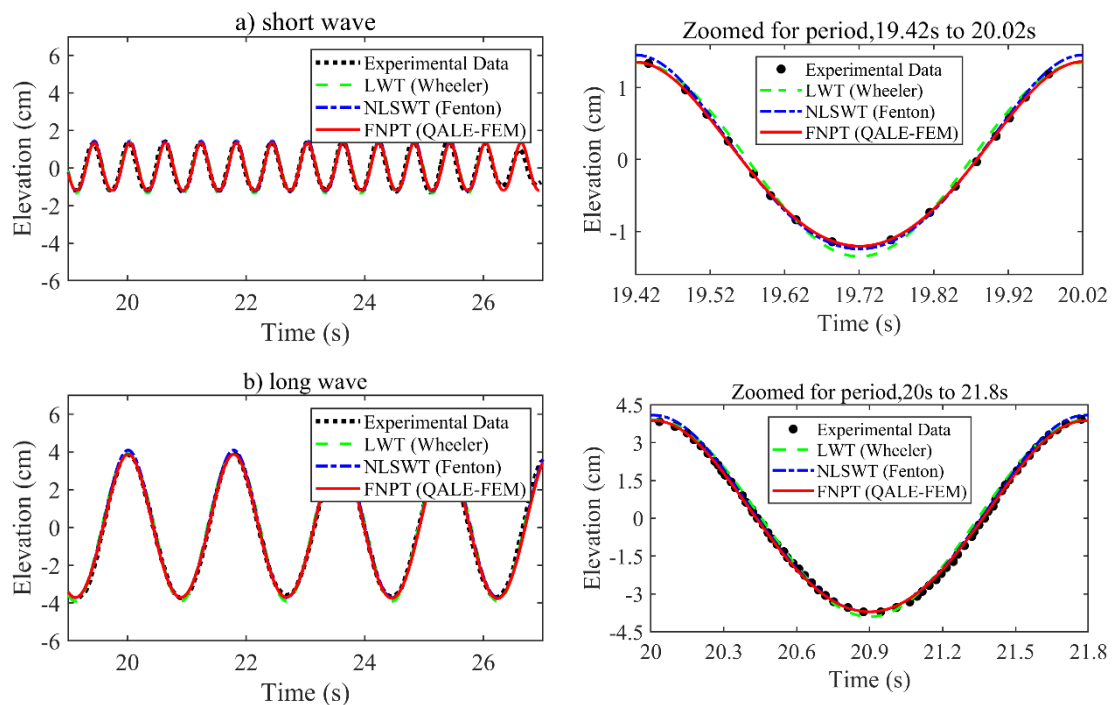 a) short wave
Elevation (cm)
6
4
2
0
-2
-4
-6
Experimental Data
LWT (Wheeler)
NLSWT (Fenton)
FNPT (QALE-FEM)
20
22
24
26
Time (s)
Zoomed for period,19.42s to 20.02s
Elevation (cm)
1
0
-1
Experimental Data
LWT (Wheeler)
NLSWT (Fenton)
FNPT (QALE-FEM)
19.42
19.52
19.62
19.72
19.82
19.92
20.02
Time (s)
b) long wave
Elevation (cm)
6
4
2
0
-2
-4
-6
Experimental Data
LWT (Wheeler)
NLSWT (Fenton)
FNPT (QALE-FEM)
20
22
24
26
Time (s)
Zoomed for period,20s to 21.8s
Elevation (cm)
4.5
3
1.5
0
-1.5
-3
-4.5
Experimental Data
LWT (Wheeler)
NLSWT (Fenton)
FNPT (QALE-FEM)
20
20.3
20.6
20.9
21.2
21.5
21.8
Time (s)